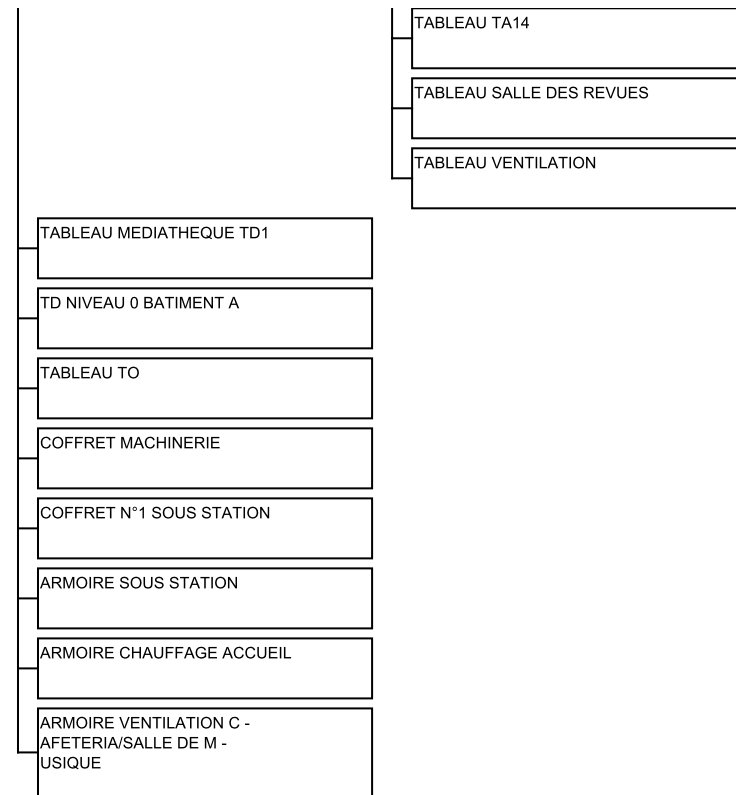 TABLEAU TA14
TABLEAU SALLE DES REVUES
TABLEAU VENTILATION
TABLEAU MEDIATHEQUE TD1
TD NIVEAU 0 BATIMENT A
TABLEAU TO
COFFRET MACHINERIE
COFFRET N°1 SOUS STATION
ARMOIRE SOUS STATION
ARMOIRE CHAUFFAGE ACCUEIL
ARMOIRE VENTILATION C -
AFETERIA/SALLE DE M -
USIQUE